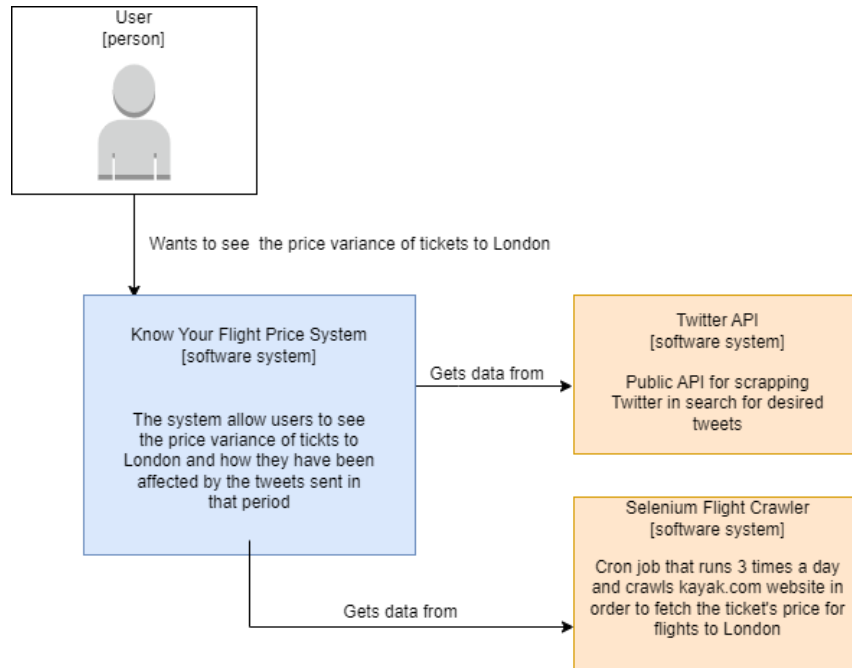 User
[person]
Wants to see the price variance of tickets to London
Know Your Flight Price System
[software system]
The system allow users to see
the price variance of tickts to
London and how they have been
affected by the tweets sent in
that period
Gets data from
Twitter API
[software system]
Public API for scrapping
Twitter in search for desired
tweets
Gets data from
Selenium Flight Crawler
[software system]
Cron job that runs 3 times a day
and crawls kayak.com website in
order to fetch the ticket's price for
flights to London